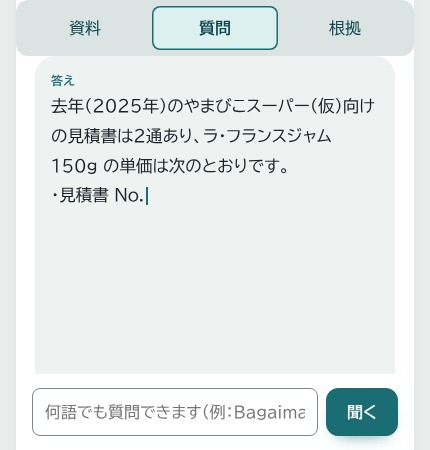 資料
質問
根拠
答え
去年(2025年)のやまびこスーパー(仮)向け
の見積書は2通あり、ラ・フランスジャム
150g の単価は次のとおりです。
・見積書 No.
何語でも質問できます(例:Bagaima
聞く